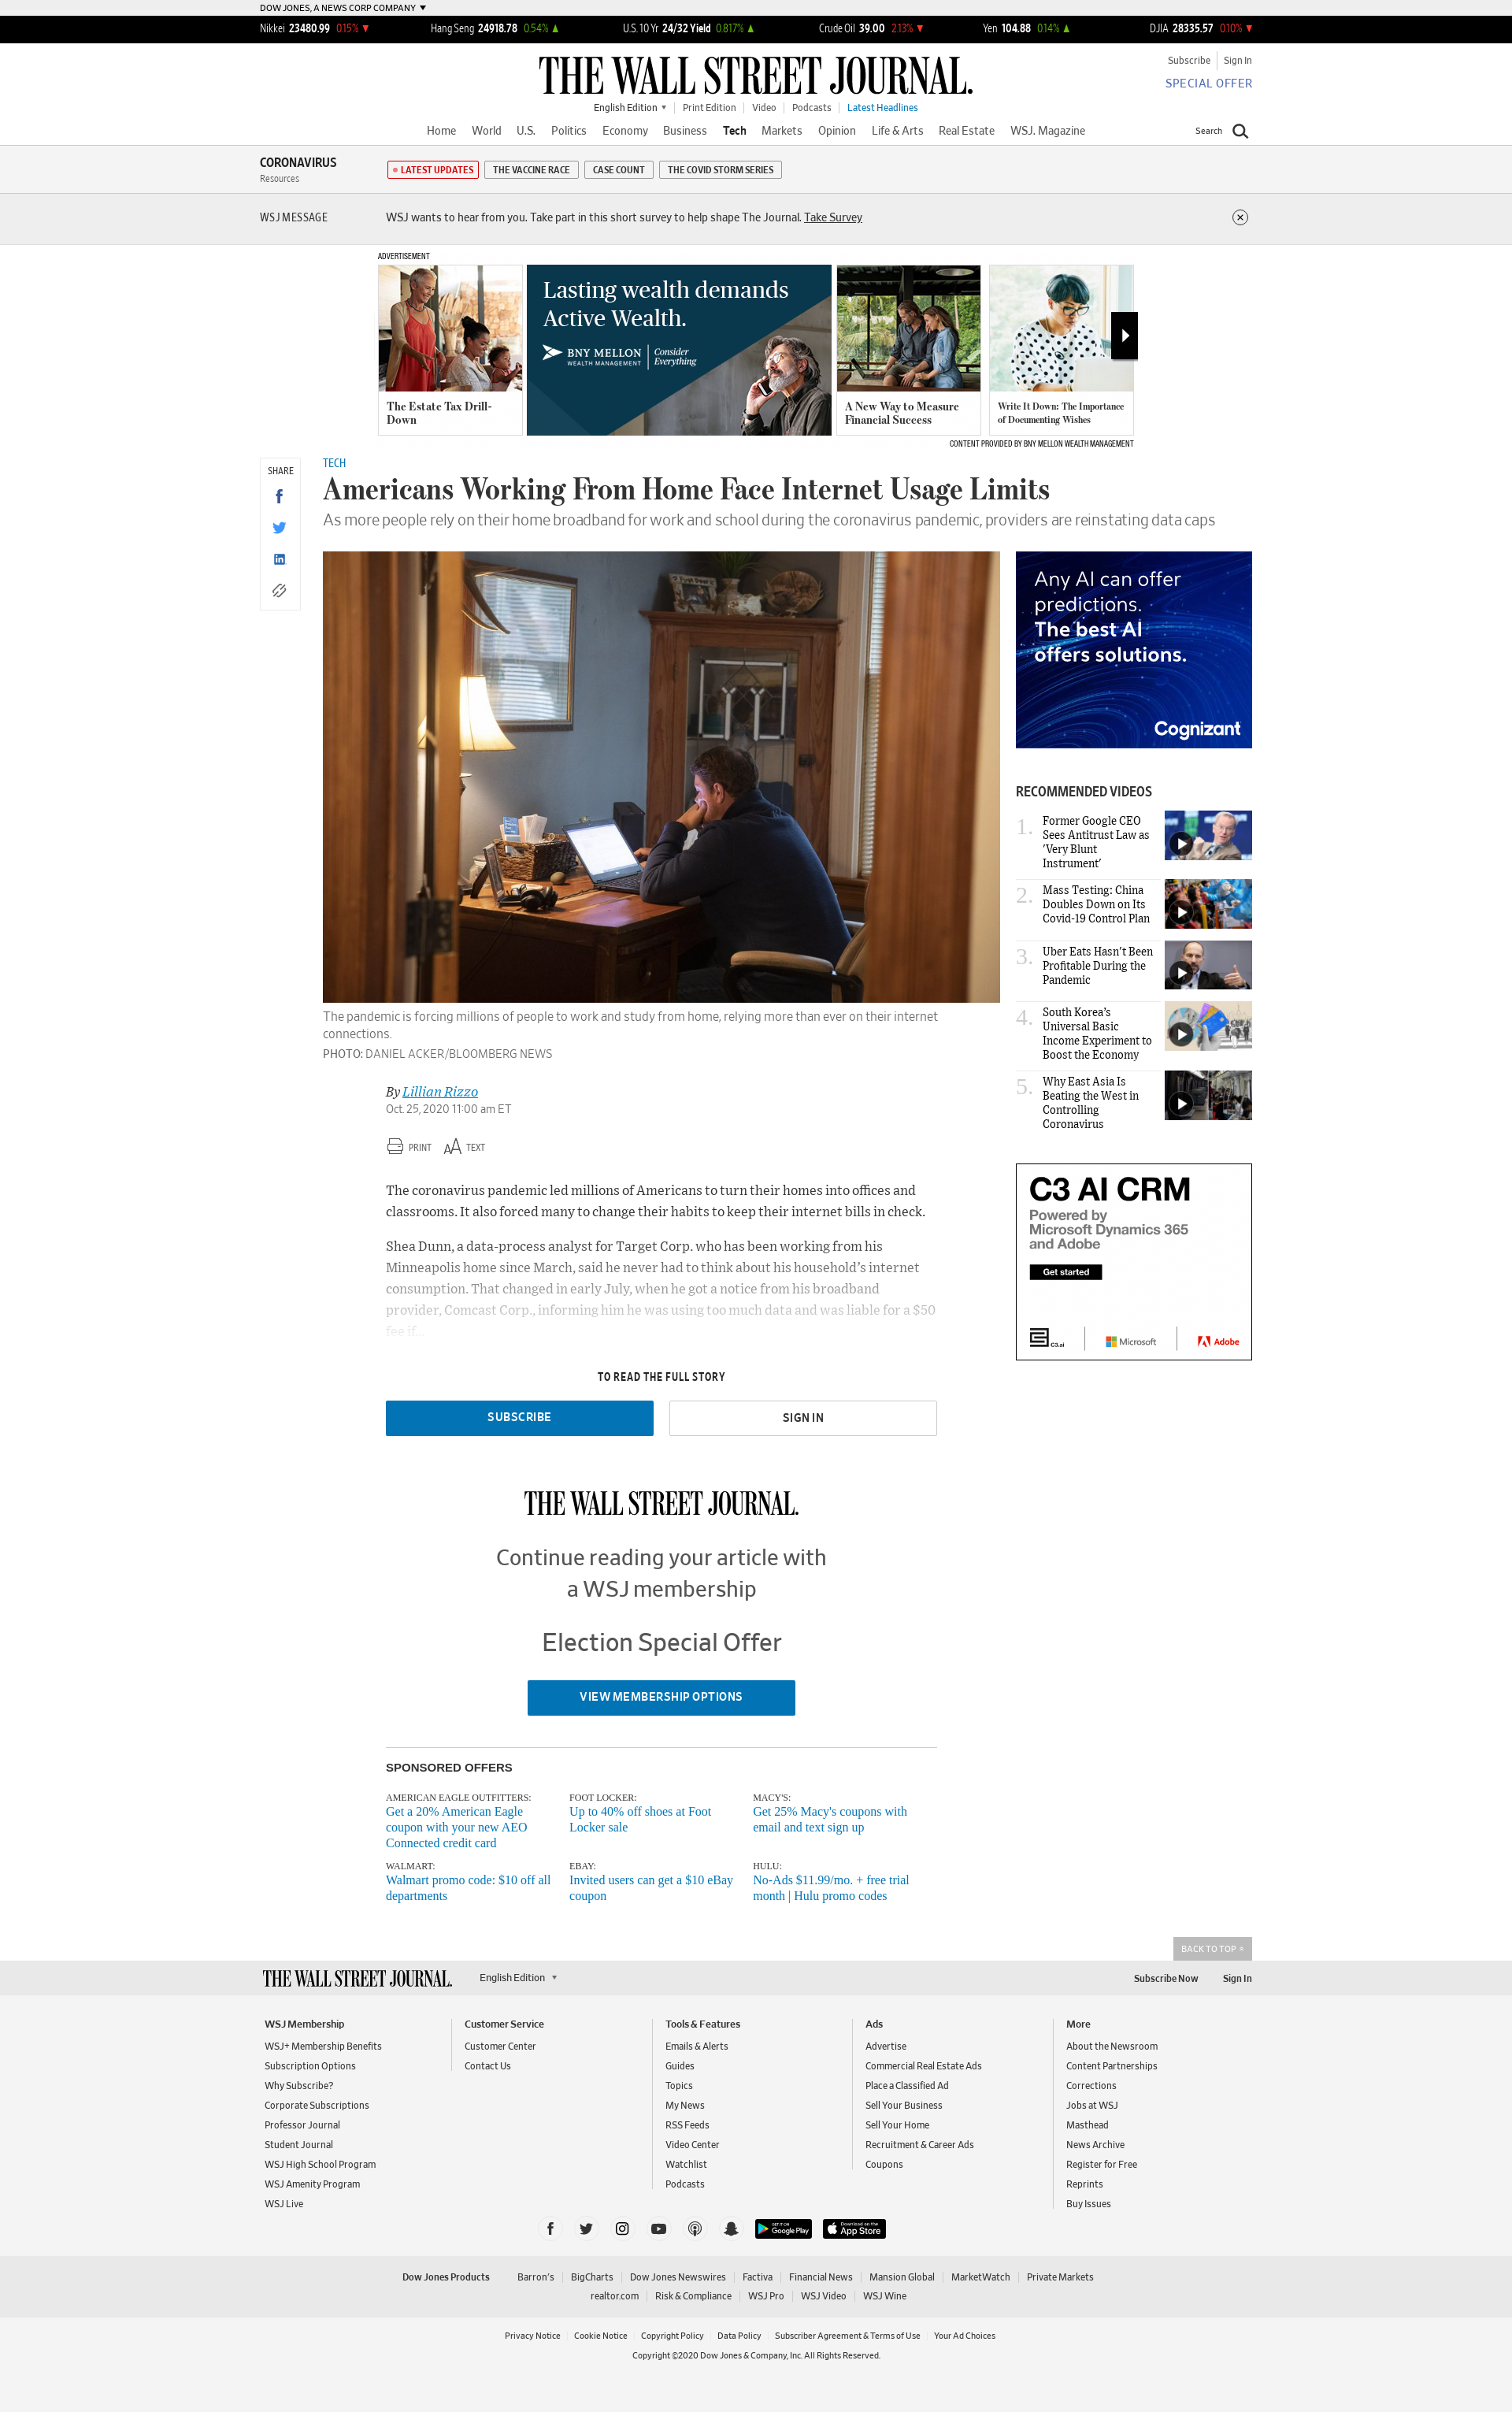 DOW JONES, A NEWS CORP COMPANY
Nikkei 23480.99 0.15% Hang Seng 24918.78 0.54% U.S. 10 Yr 24/32 Yield 0.817% Crude Oil 39.00 2.13% Yen 104.88 0.14% DJIA 28335.57 0.10%
THE WALL STREET JOURNAL.
Subscribe Sign In
SPECIAL OFFER
English Edition Print Edition Video Podcasts Latest Headlines
Home World U.S. Politics Economy Business Tech Markets Opinion Life & Arts Real Estate WSJ. Magazine
Search
CORONAVIRUS
Resources
LATEST UPDATES THE VACCINE RACE CASE COUNT THE COVID STORM SERIES
WSJ MESSAGE
WSJ wants to hear from you. Take part in this short survey to help shape The Journal. Take Survey
ADVERTISEMENT
The Estate Tax Drill-
Down
Lasting wealth demands
Active Wealth.
BNY MELLON
WEALTH MANAGEMENT
Consider
Everything
A New Way to Measure
Financial Success
Write It Down: The Importance
of Documenting Wishes
CONTENT PROVIDED BY BNY MELLON WEALTH MANAGEMENT
SHARE
TECH
Americans Working From Home Face Internet Usage Limits
As more people rely on their home broadband for work and school during the coronavirus pandemic, providers are reinstating data caps
The pandemic is forcing millions of people to work and study from home, relying more than ever on their internet
connections.
PHOTO: DANIEL ACKER/BLOOMBERG NEWS
By Lillian Rizzo
Oct. 25, 2020 11:00 am ET
PRINT TEXT
The coronavirus pandemic led millions of Americans to turn their homes into offices and
classrooms. It also forced many to change their habits to keep their internet bills in check.
Shea Dunn, a data-process analyst for Target Corp. who has been working from his
Minneapolis home since March, said he never had to think about his household's internet
consumption. That changed in early July, when he got a notice from his broadband
provider, Comcast Corp., informing him he was using too much data and was liable for a $50
fee if...
TO READ THE FULL STORY
SUBSCRIBE
SIGN IN
THE WALL STREET JOURNAL.
Continue reading your article with
a WSJ membership
Election Special Offer
VIEW MEMBERSHIP OPTIONS
Any AI can offer
predictions.
The best AI
offers solutions.
Cognizant
RECOMMENDED VIDEOS
1. Former Google CEO
Sees Antitrust Law as
'Very Blunt
Instrument'
2. Mass Testing: China
Doubles Down on Its
Covid-19 Control Plan
3. Uber Eats Hasn't Been
Profitable During the
Pandemic
4. South Korea's
Universal Basic
Income Experiment to
Boost the Economy
5. Why East Asia Is
Beating the West in
Controlling
Coronavirus
C3 AI CRM
Powered by
Microsoft Dynamics 365
and Adobe
Get started
C3.ai Microsoft Adobe
SPONSORED OFFERS
AMERICAN EAGLE OUTFITTERS:
Get a 20% American Eagle
coupon with your new AEO
Connected credit card
FOOT LOCKER:
Up to 40% off shoes at Foot
Locker sale
MACY'S:
Get 25% Macy's coupons with
email and text sign up
WALMART:
Walmart promo code: $10 off all
departments
EBAY:
Invited users can get a $10 eBay
coupon
HULU:
No-Ads $11.99/mo. + free trial
month | Hulu promo codes
BACK TO TOP
THE WALL STREET JOURNAL.
English Edition
Subscribe Now Sign In
WSJ Membership
WSJ+ Membership Benefits
Subscription Options
Why Subscribe?
Corporate Subscriptions
Professor Journal
Student Journal
WSJ High School Program
WSJ Amenity Program
WSJ Live
Customer Service
Customer Center
Contact Us
Tools & Features
Emails & Alerts
Guides
Topics
My News
RSS Feeds
Video Center
Watchlist
Podcasts
Ads
Advertise
Commercial Real Estate Ads
Place a Classified Ad
Sell Your Business
Sell Your Home
Recruitment & Career Ads
Coupons
More
About the Newsroom
Content Partnerships
Corrections
Jobs at WSJ
Masthead
News Archive
Register for Free
Reprints
Buy Issues
GET IT ON
Google Play
Download on the
App Store
Dow Jones Products Barron's BigCharts Dow Jones Newswires Factiva Financial News Mansion Global MarketWatch Private Markets
realtor.com Risk & Compliance WSJ Pro WSJ Video WSJ Wine
Privacy Notice Cookie Notice Copyright Policy Data Policy Subscriber Agreement & Terms of Use Your Ad Choices
Copyright ©2020 Dow Jones & Company, Inc. All Rights Reserved.